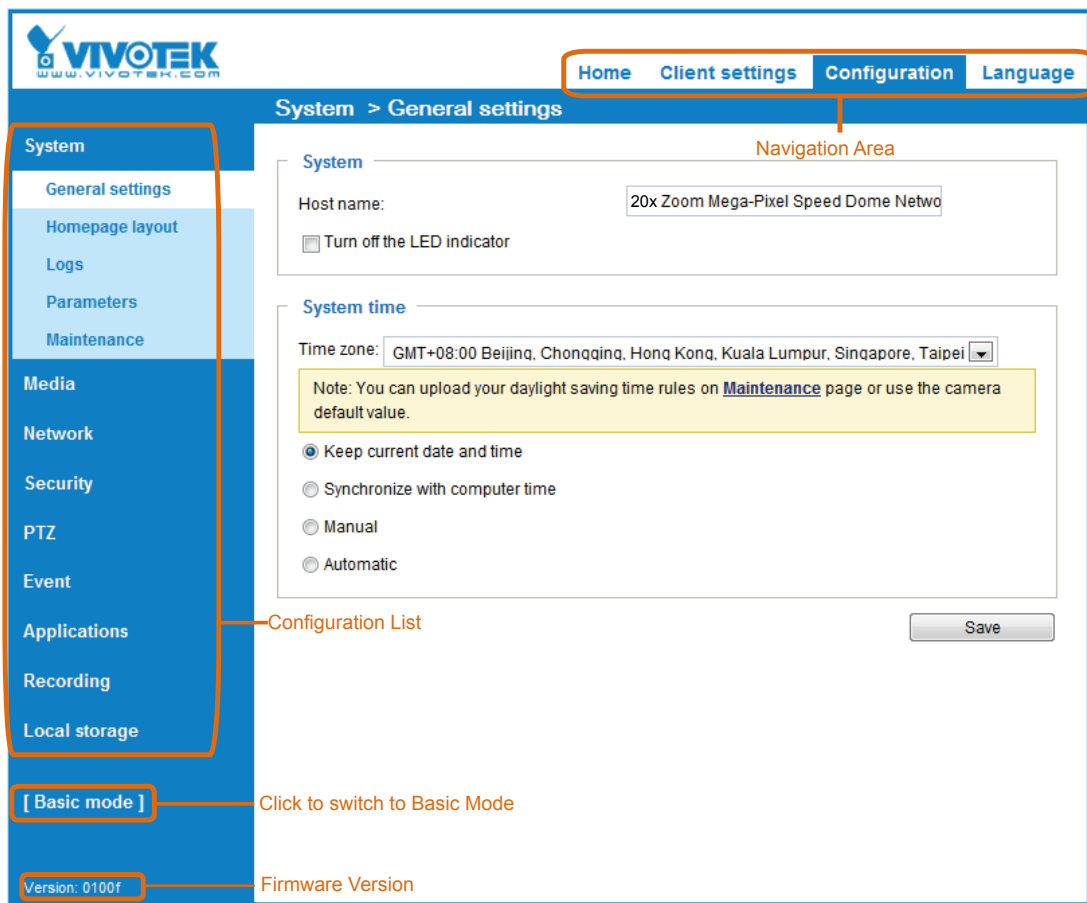 VIVOTEK
www.vivotek.com
Home Client settings Configuration Language
System > General settings
Navigation Area
System
General settings
Homepage layout
Logs
Parameters
Maintenance
Media
Network
Security
PTZ
Event
Applications
Recording
Local storage
[ Basic mode ]
Version: 0100f
System
Host name: 20x Zoom Mega-Pixel Speed Dome Netwo
Turn off the LED indicator
System time
Time zone: GMT+08:00 Beijing, Chongqing, Hong Kong, Kuala Lumpur, Singapore, Taipei
Note: You can upload your daylight saving time rules on Maintenance page or use the camera
default value.
Keep current date and time
Synchronize with computer time
Manual
Automatic
Save
Configuration List
Click to switch to Basic Mode
Firmware Version